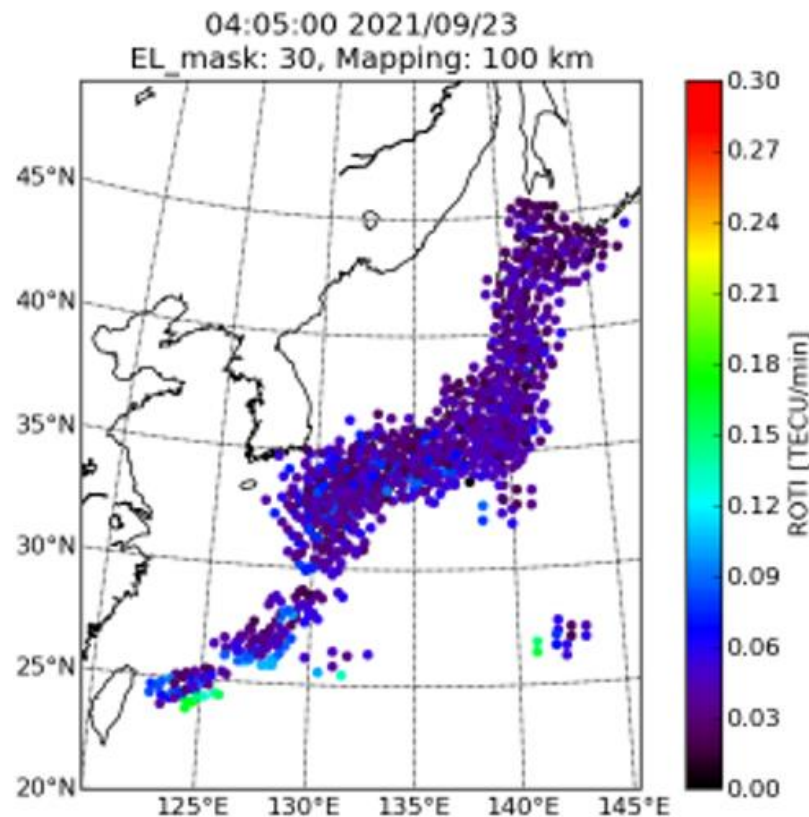 04:05:00 2021/09/23
EL_mask: 30, Mapping: 100 km
45°N
40°N
35°N
30°N
25°N
20°N
125°E
130°E
135°E
140°E
145°E
0.30
0.27
0.24
0.21
0.18
0.15
0.12
0.09
0.06
0.03
0.00
ROTI [TECU/min]